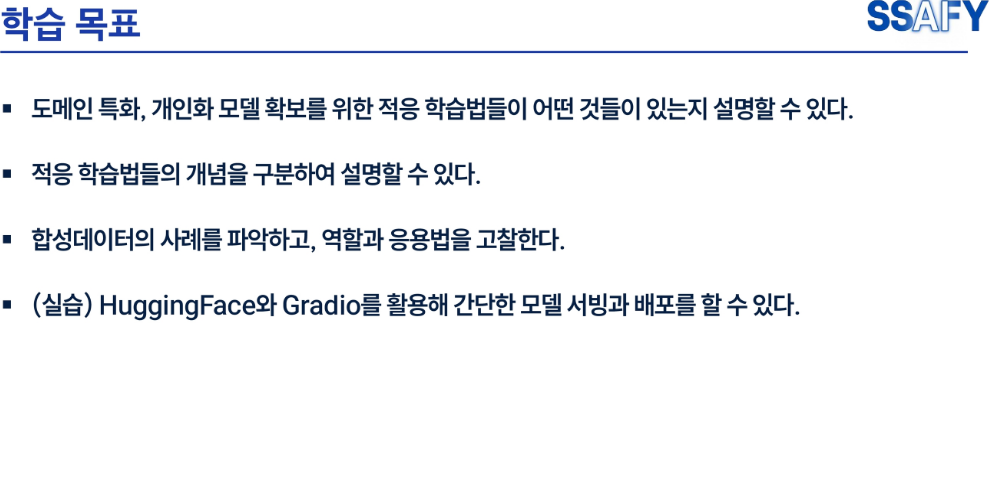 학습 목표
SSAFY
▪ 도메인 특화, 개인화 모델 확보를 위한 적응 학습법들이 어떤 것들이 있는지 설명할 수 있다.
▪ 적응 학습법들의 개념을 구분하여 설명할 수 있다.
▪ 합성데이터의 사례를 파악하고, 역할과 응용법을 고찰한다.
▪ (실습) HuggingFace와 Gradio를 활용해 간단한 모델 서빙과 배포를 할 수 있다.